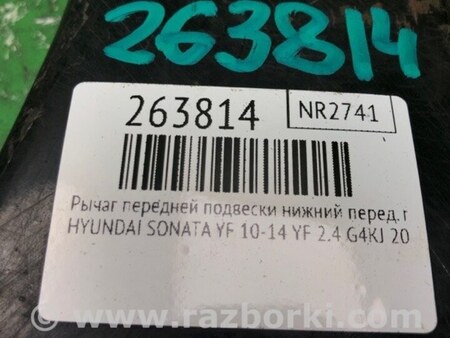 263814
263814
NR2741
Рычаг передней подвески нижний перед. г
HYUNDAI SONATA YF 10-14 YF 2.4 G4KJ 20
www.razborki.com